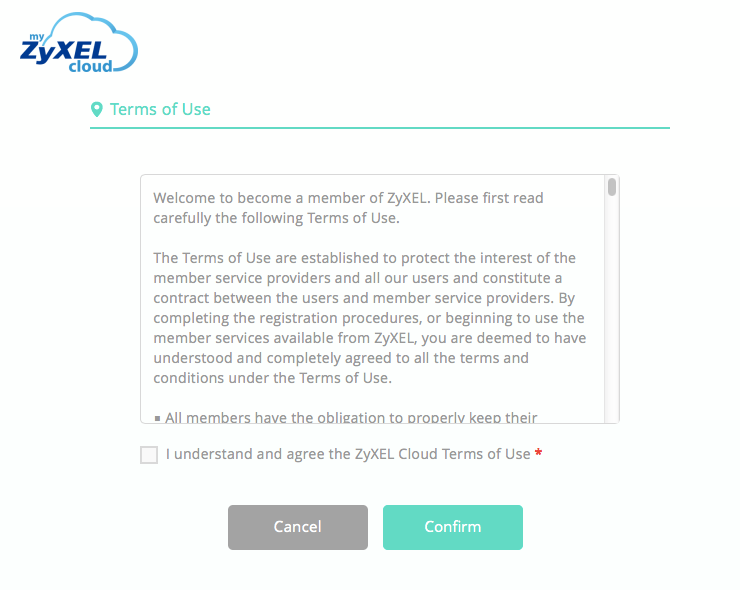 my
ZyXEL
cloud
Terms of Use
Welcome to become a member of ZyXEL. Please first read
carefully the following Terms of Use.
The Terms of Use are established to protect the interest of the
member service providers and all our users and constitute a
contract between the users and member service providers. By
completing the registration procedures, or beginning to use the
member services available from ZyXEL, you are deemed to have
understood and completely agreed to all the terms and
conditions under the Terms of Use.
▪ All members have the obligation to properly keep their
I understand and agree the ZyXEL Cloud Terms of Use *
Cancel
Confirm